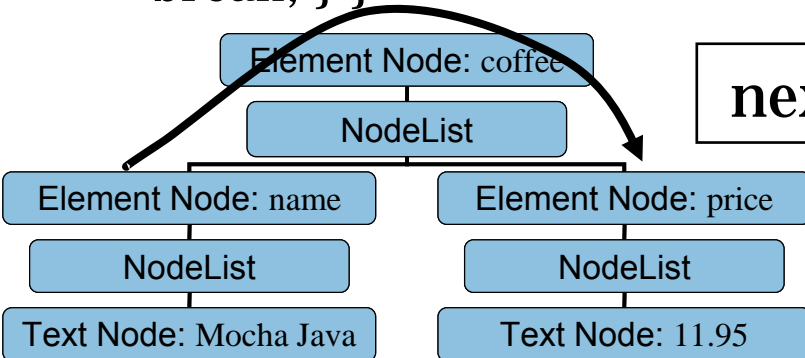 Element Node: coffee
nex
NodeList
Element Node: name
Element Node: price
NodeList
NodeList
Text Node: Mocha Java
Text Node: 11.95